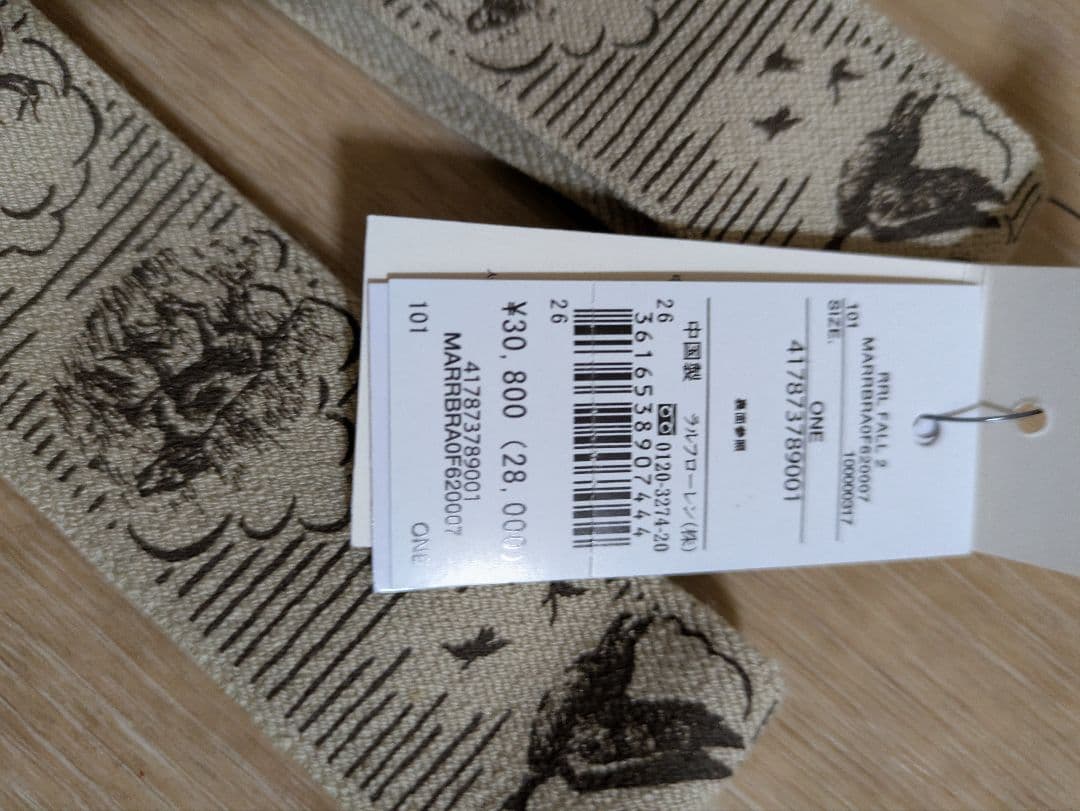 RRL FALL 2
MARRBRA0F620007
101 100000317
SIZE:
ONE
417873789001
裏面参照
中国製 ラルフローレン(株)
26 0120-3274-20
3616538907444
26
¥30,800 (28,000)
417873789001
MARRBRA0F620007
101 ONE